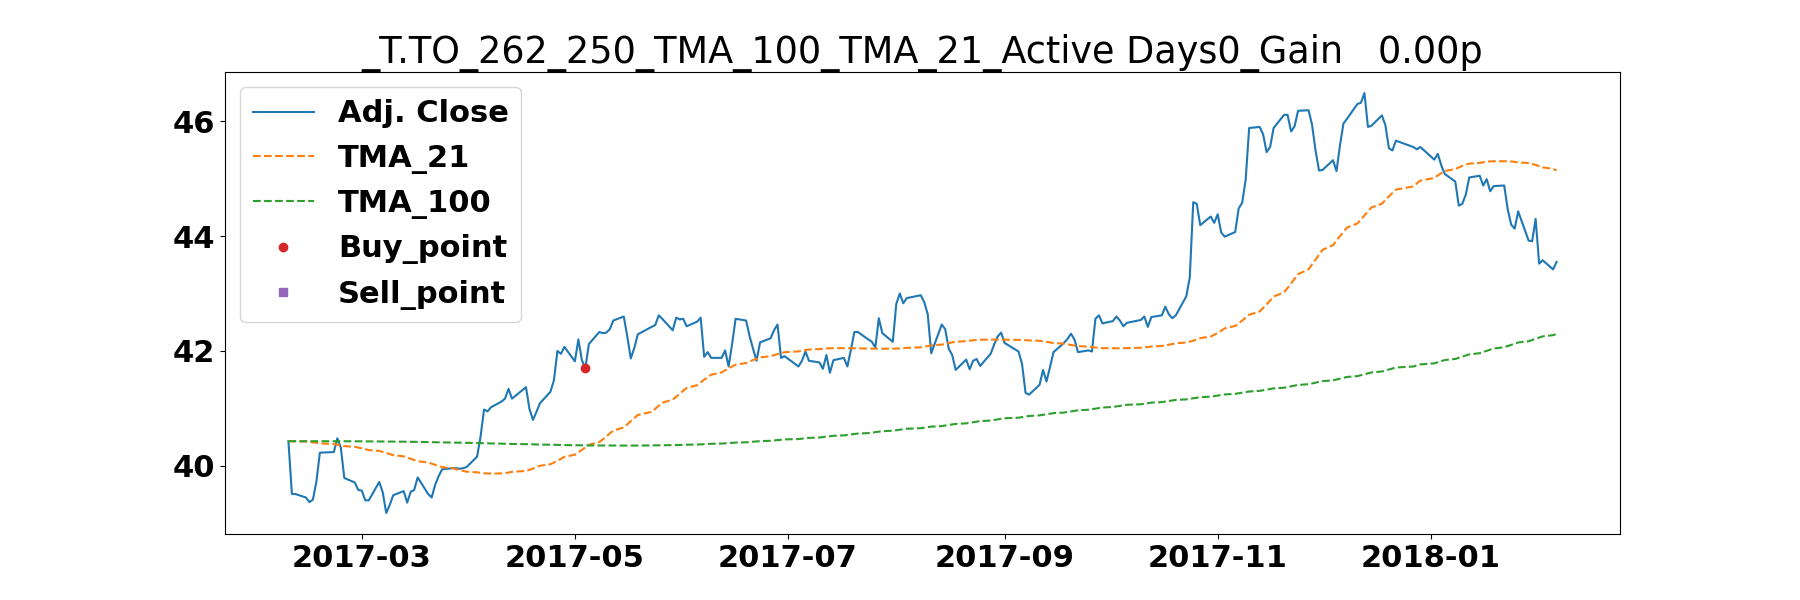 _T.TO_262_250_TMA_100_TMA_21_Active Days0_Gain   0.00p
Adj. Close
TMA_21
TMA_100
Buy_point
Sell_point
46
44
42
40
2017-03 2017-05 2017-07 2017-09 2017-11 2018-01